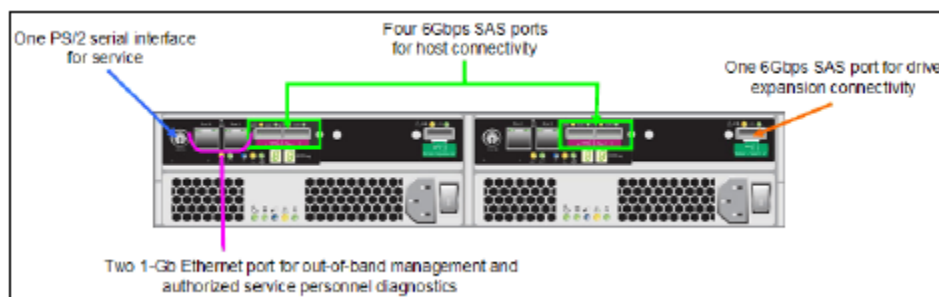 One PS/2 serial interface
for service
Four 6Gbps SAS ports
for host connectivity
One 6Gbps SAS port for drive
expansion connectivity
Two 1-Gb Ethernet port for out-of-band management and
authorized service personnel diagnostics